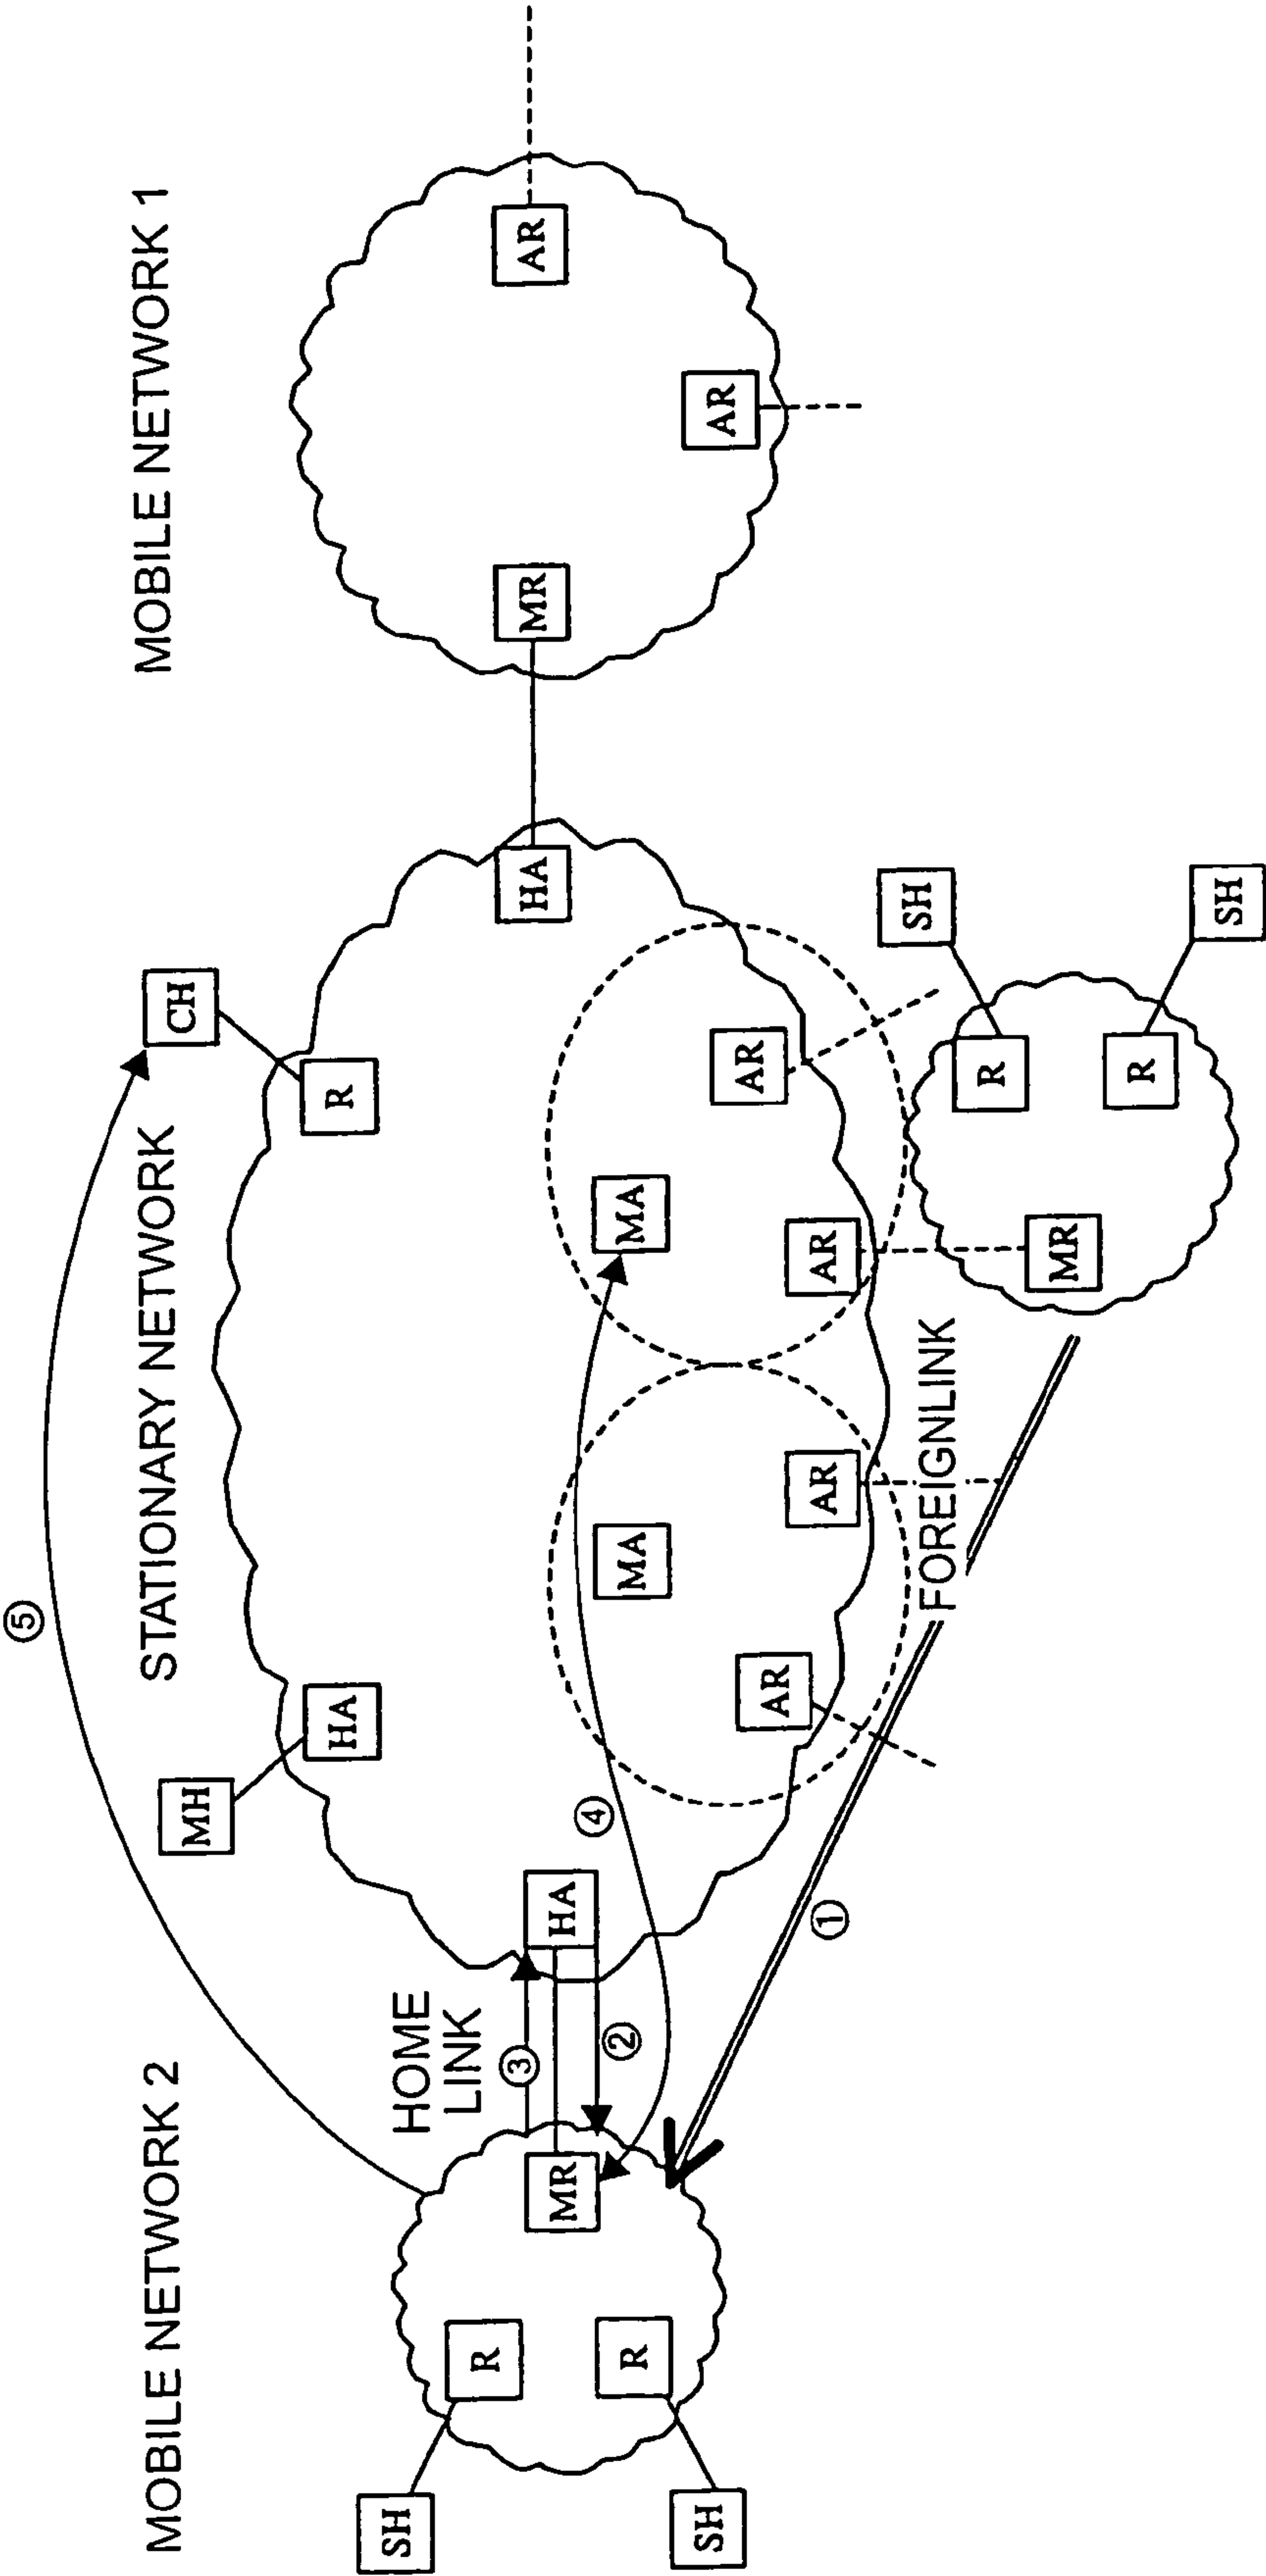 MOBILE NETWORK 2
STATIONARY NETWORK
MOBILE NETWORK 1
⑤
MH
CH
HA
R
HOME
LINK
SH
R
③
MR
HA
HA
MR
AR
②
④
R
SH
MA
MA
AR
AR
AR
AR
AR
①
FOREIGNLINK
SH
R
MR
R
SH